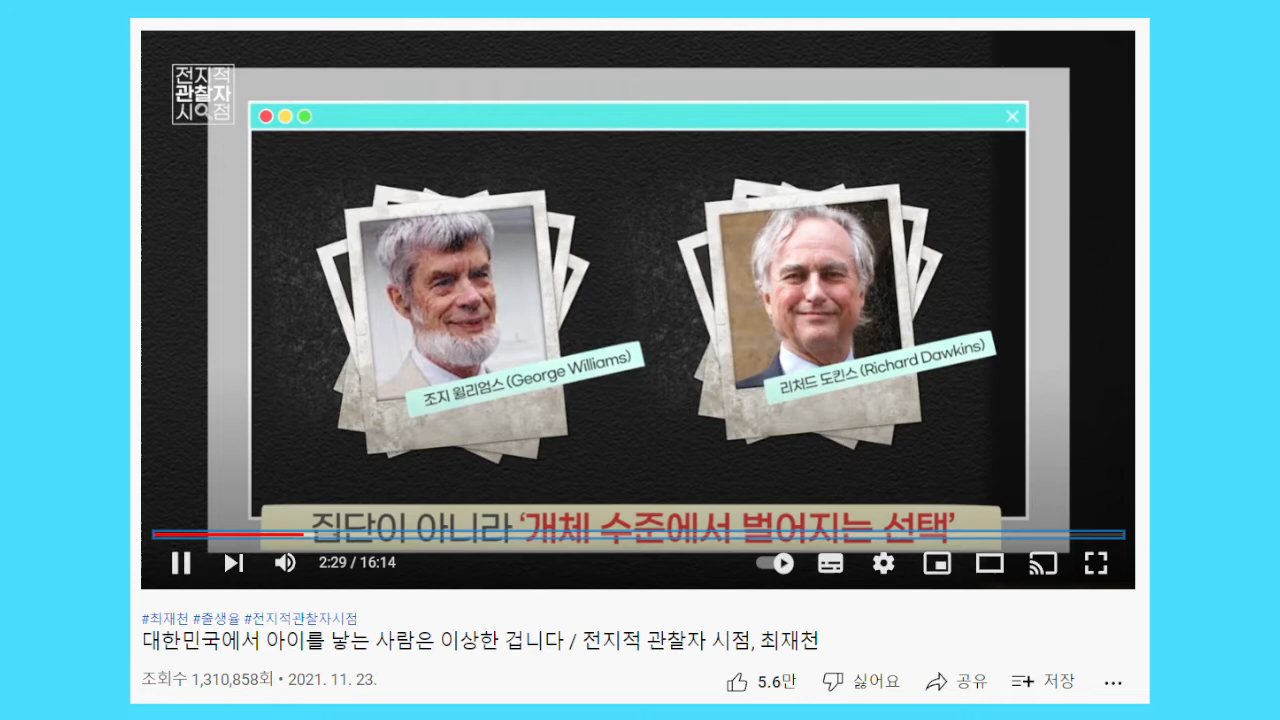 전지적
관찰자
시점
조지 윌리엄스 (George Williams)
리처드 도킨스 (Richard Dawkins)
집단이 아니라 '개체 수준에서 벌어지는 선택'
2:29 / 16:14
#최재천 #출생율 #전지적관찰자시점
대한민국에서 아이를 낳는 사람은 이상한 겁니다 / 전지적 관찰자 시점, 최재천
조회수 1,310,858회 • 2021. 11. 23.
5.6만 싫어요 공유 저장